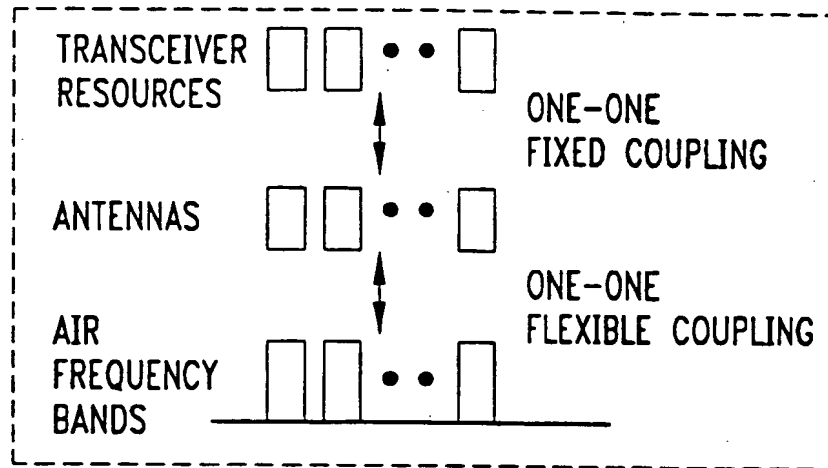 TRANSCEIVER
RESOURCES
ONE-ONE
FIXED COUPLING
ANTENNAS
ONE-ONE
FLEXIBLE COUPLING
AIR
FREQUENCY
BANDS